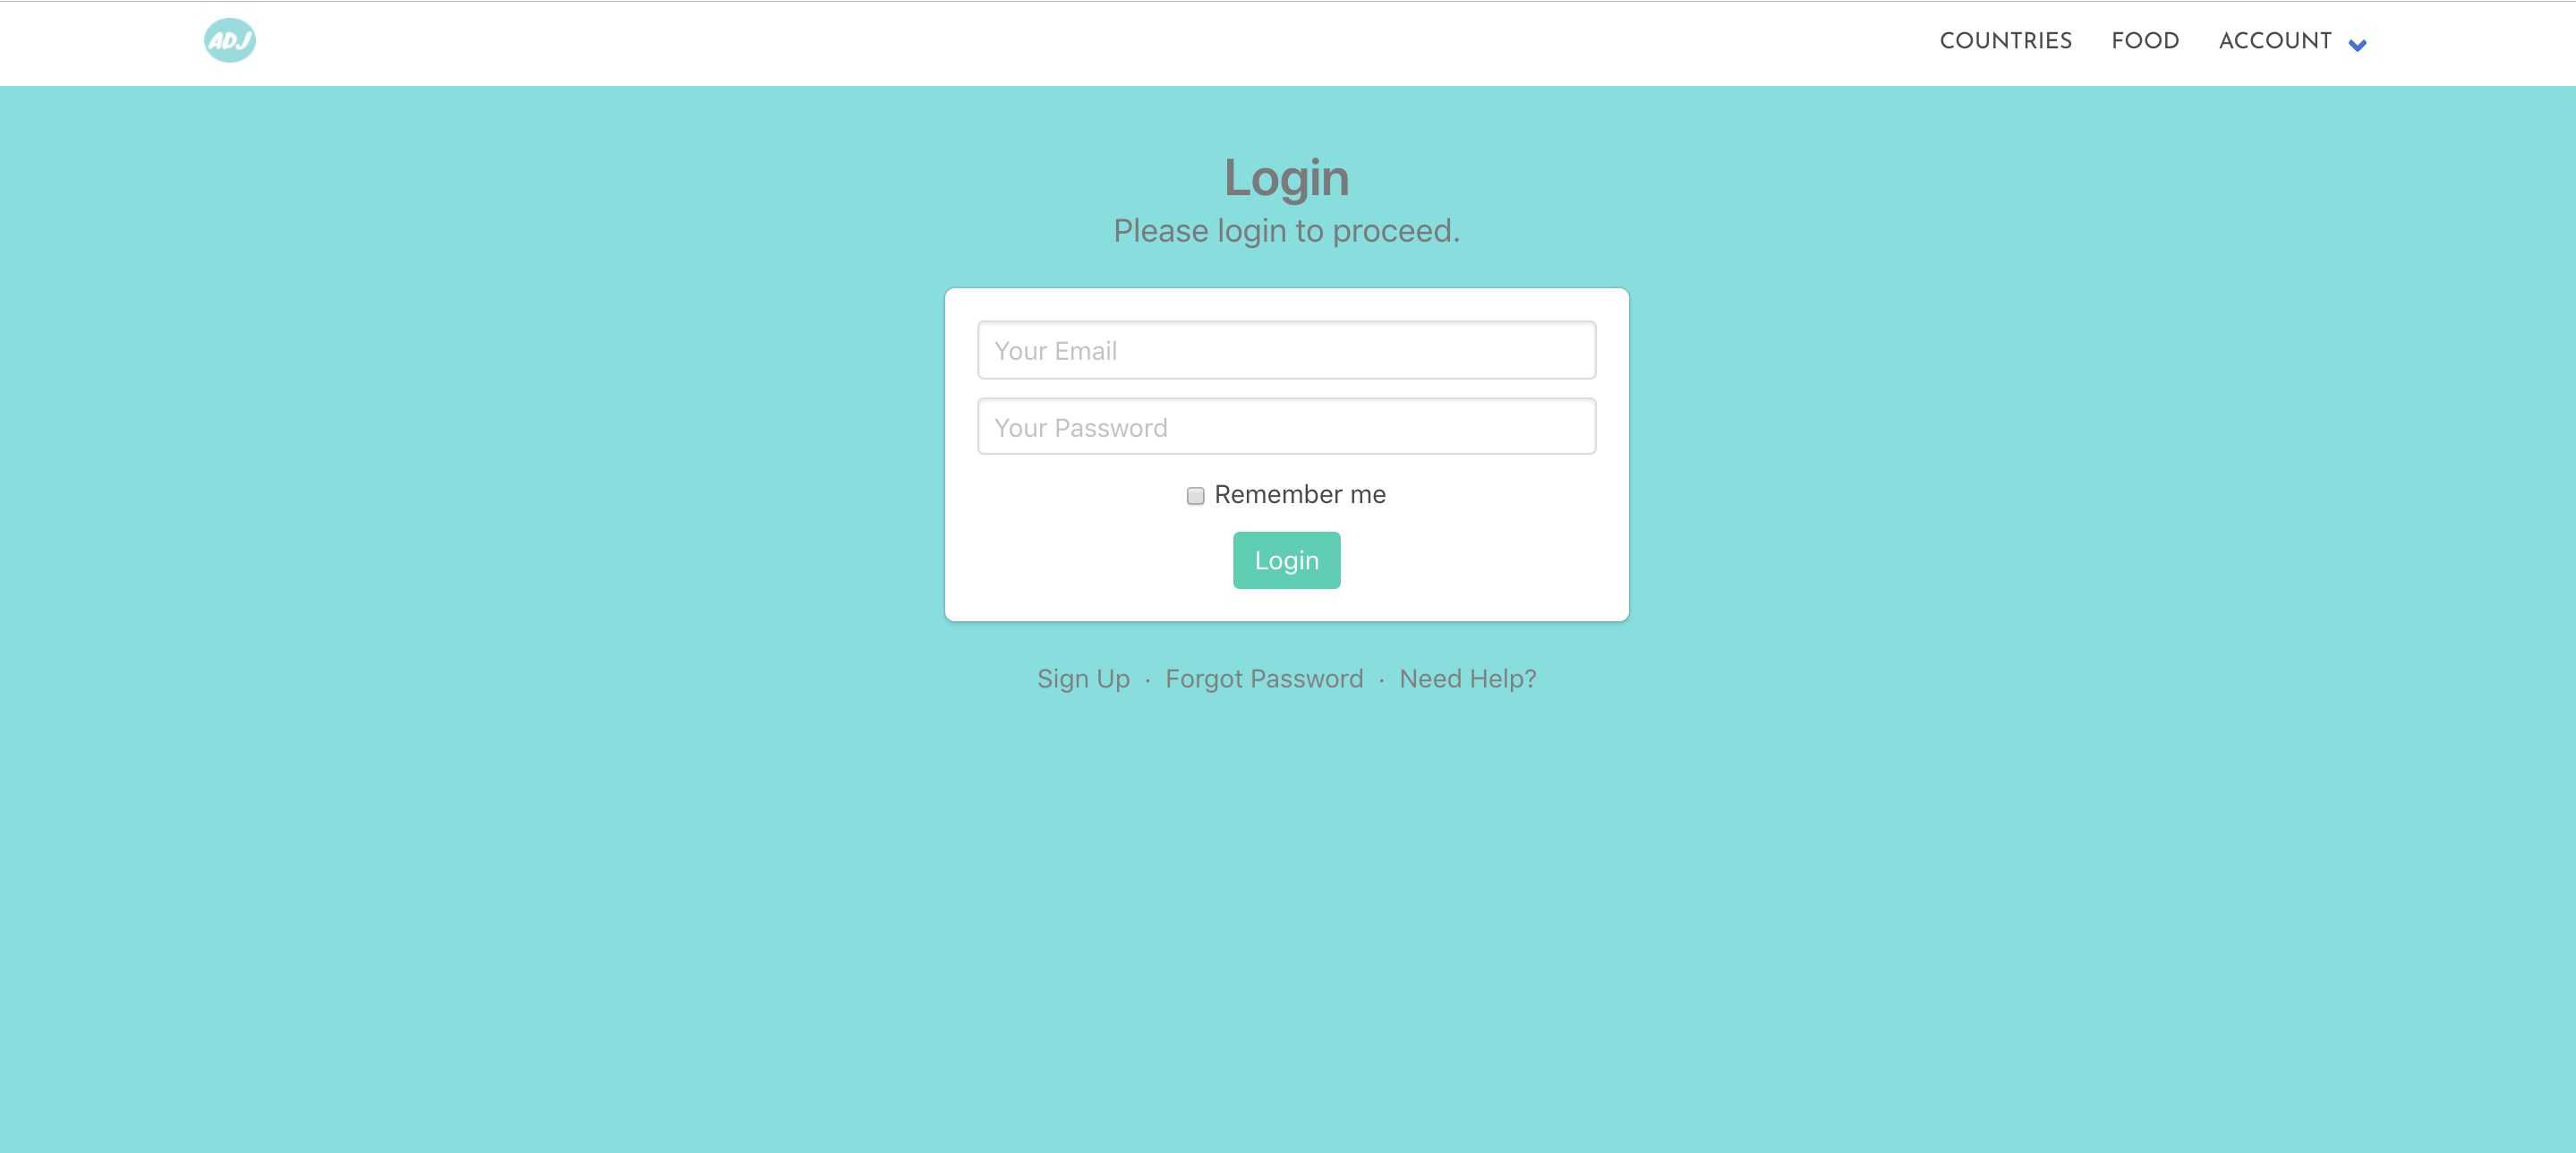 ADJ
COUNTRIES FOOD ACCOUNT
Login
Please login to proceed.
Your Email
Your Password
Remember me
Login
Sign Up · Forgot Password · Need Help?